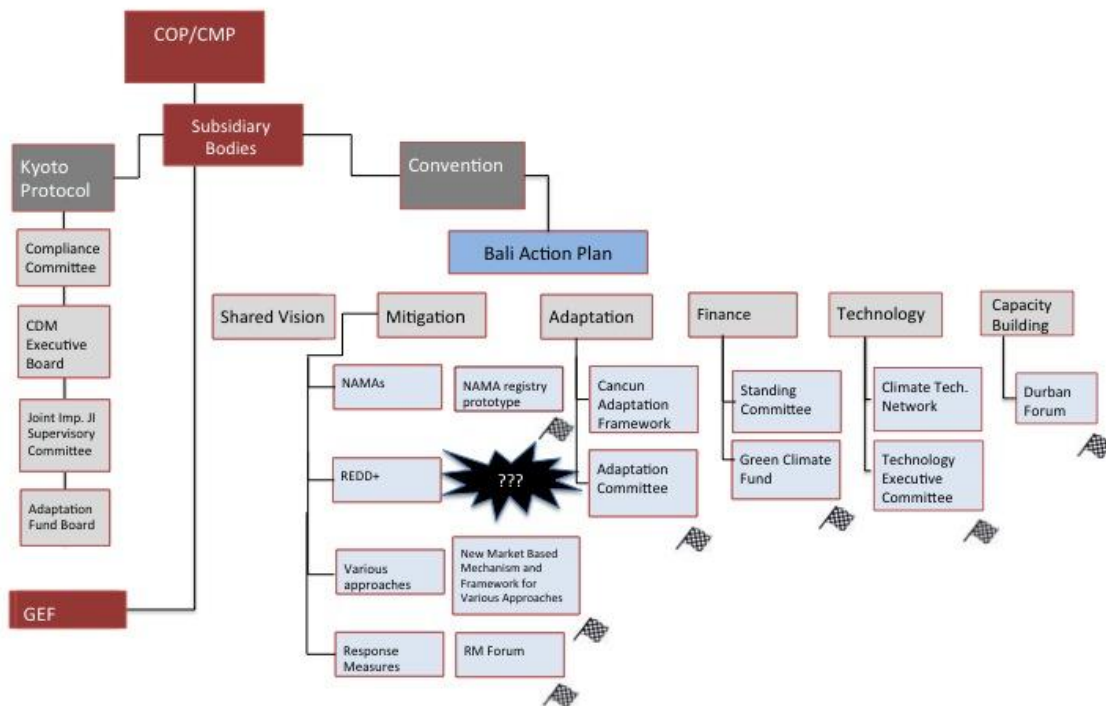 COP/CMP
Subsidiary
Bodies
Kyoto
Protocol
Convention
Compliance
Committee
Bali Action Plan
CDM
Executive
Board
Shared Vision
Mitigation
Adaptation
Finance
Technology
Capacity
Building
NAMAs
NAMA registry
prototype
Cancun
Adaptation
Framework
Standing
Committee
Climate Tech.
Network
Durban
Forum
Joint Imp. JI
Supervisory
Committee
REDD+
???
Adaptation
Committee
Green Climate
Fund
Technology
Executive
Committee
Adaptation
Fund Board
Various
approaches
New Market Based
Mechanism and
Framework for
Various Approaches
GEF
Response
Measures
RM Forum